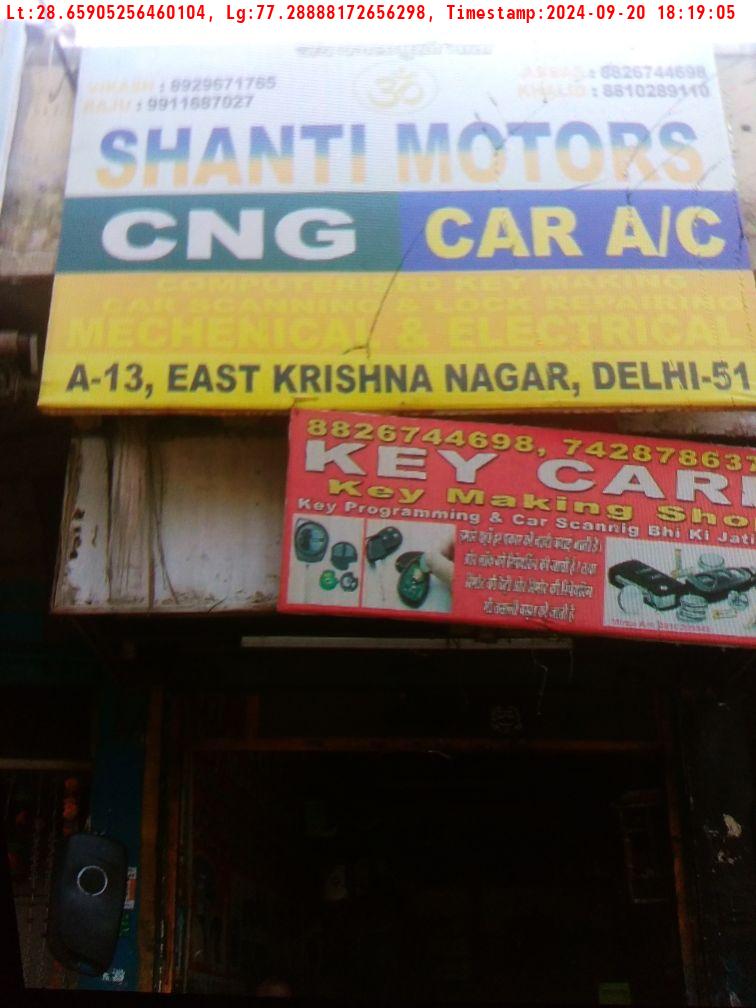 Lt:28.65905256460104, Lg:77.28888172656298, Timestamp:2024-09-20 18:19:05
VIKASH : 8929671765
RAJU : 9911687027
ABBAS : 8826744698
KHALID : 8810289110
ॐ
SHANTI MOTORS
CNG
CAR A/C
COMPUTERISED KEY MAKING
CAR SCANNING & LOCK REPAIRING
MECHENICAL & ELECTRICAL
A-13, EAST KRISHNA NAGAR, DELHI-51
8826744698, 742878637
KEY CAR
Key Making Sho
Key Programming & Car Scannig Bhi Ki Jati